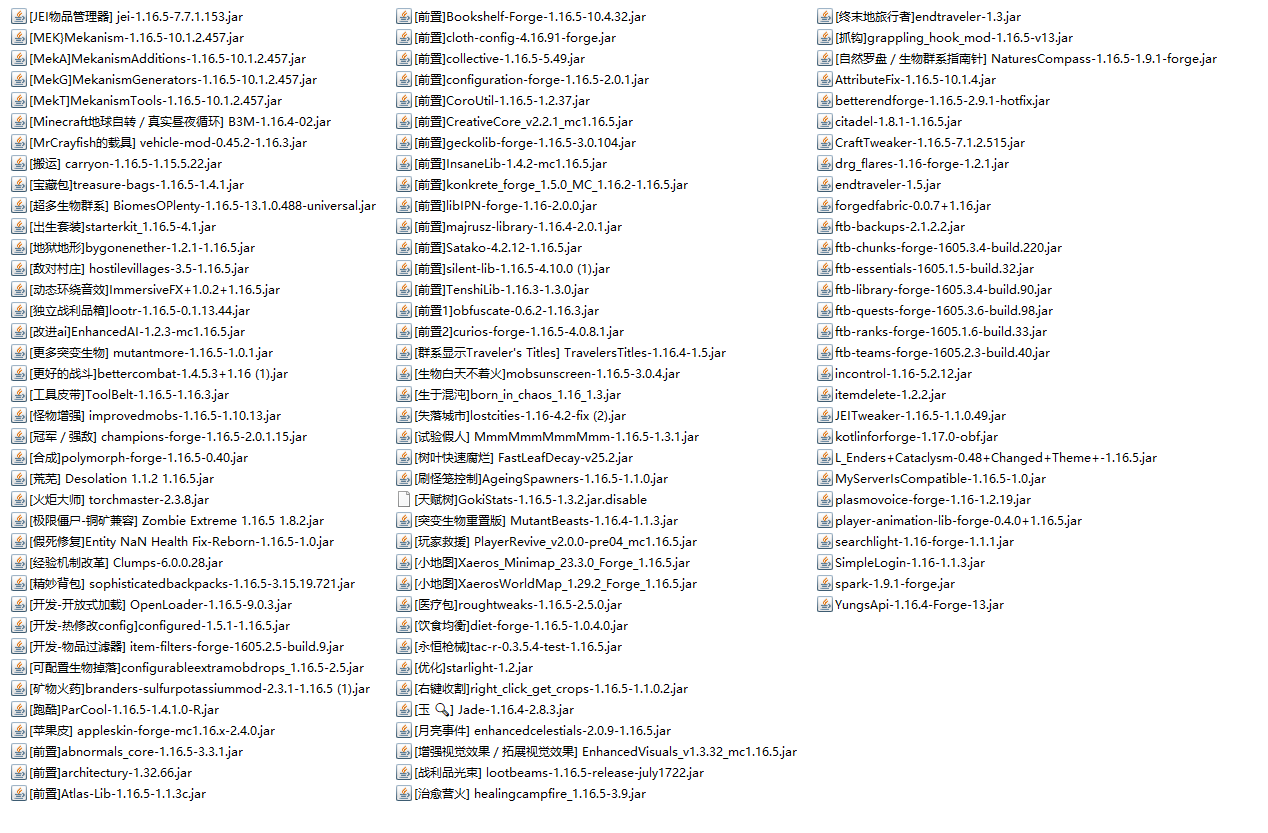 [JEI物品管理器] jei-1.16.5-7.7.1.153.jar
[MEK}Mekanism-1.16.5-10.1.2.457.jar
[MekA]MekanismAdditions-1.16.5-10.1.2.457.jar
[MekG]MekanismGenerators-1.16.5-10.1.2.457.jar
[MekT]MekanismTools-1.16.5-10.1.2.457.jar
[Minecraft地球自转 / 真实昼夜循环] B3M-1.16.4-02.jar
[MrCrayfish的载具] vehicle-mod-0.45.2-1.16.3.jar
[搬运] carryon-1.16.5-1.15.5.22.jar
[宝藏包]treasure-bags-1.16.5-1.4.1.jar
[超多生物群系] BiomesOPlenty-1.16.5-13.1.0.488-universal.jar
[出生套装]starterkit_1.16.5-4.1.jar
[地狱地形]bygonenether-1.2.1-1.16.5.jar
[敌对村庄] hostilevillages-3.5-1.16.5.jar
[动态环绕音效]ImmersiveFX+1.0.2+1.16.5.jar
[独立战利品箱]lootr-1.16.5-0.1.13.44.jar
[改进ai]EnhancedAI-1.2.3-mc1.16.5.jar
[更多突变生物] mutantmore-1.16.5-1.0.1.jar
[更好的战斗]bettercombat-1.4.5.3+1.16 (1).jar
[工具皮带]ToolBelt-1.16.5-1.16.3.jar
[怪物增强] improvedmobs-1.16.5-1.10.13.jar
[冠军 / 强敌] champions-forge-1.16.5-2.0.1.15.jar
[合成]polymorph-forge-1.16.5-0.40.jar
[荒芜] Desolation 1.1.2 1.16.5.jar
[火炬大师] torchmaster-2.3.8.jar
[极限僵尸-铜矿兼容] Zombie Extreme 1.16.5 1.8.2.jar
[假死修复]Entity NaN Health Fix-Reborn-1.16.5-1.0.jar
[经验机制改革] Clumps-6.0.0.28.jar
[精妙背包] sophisticatedbackpacks-1.16.5-3.15.19.721.jar
[开发-开放式加载] OpenLoader-1.16.5-9.0.3.jar
[开发-热修改config]configured-1.5.1-1.16.5.jar
[开发-物品过滤器] item-filters-forge-1605.2.5-build.9.jar
[可配置生物掉落]configurableextramobdrops_1.16.5-2.5.jar
[矿物火药]branders-sulfurpotassiummod-2.3.1-1.16.5 (1).jar
[跑酷]ParCool-1.16.5-1.4.1.0-R.jar
[苹果皮] appleskin-forge-mc1.16.x-2.4.0.jar
[前置]abnormals_core-1.16.5-3.3.1.jar
[前置]architectury-1.32.66.jar
[前置]Atlas-Lib-1.16.5-1.1.3c.jar
[前置]Bookshelf-Forge-1.16.5-10.4.32.jar
[前置]cloth-config-4.16.91-forge.jar
[前置]collective-1.16.5-5.49.jar
[前置]configuration-forge-1.16.5-2.0.1.jar
[前置]CoroUtil-1.16.5-1.2.37.jar
[前置]CreativeCore_v2.2.1_mc1.16.5.jar
[前置]geckolib-forge-1.16.5-3.0.104.jar
[前置]InsaneLib-1.4.2-mc1.16.5.jar
[前置]konkrete_forge_1.5.0_MC_1.16.2-1.16.5.jar
[前置]libIPN-forge-1.16-2.0.0.jar
[前置]majrusz-library-1.16.4-2.0.1.jar
[前置]Satako-4.2.12-1.16.5.jar
[前置]silent-lib-1.16.5-4.10.0 (1).jar
[前置]TenshiLib-1.16.3-1.3.0.jar
[前置1]obfuscate-0.6.2-1.16.3.jar
[前置2]curios-forge-1.16.5-4.0.8.1.jar
[群系显示Traveler's Titles] TravelersTitles-1.16.4-1.5.jar
[生物白天不着火]mobsunscreen-1.16.5-3.0.4.jar
[生于混沌]born_in_chaos_1.16_1.3.jar
[失落城市]lostcities-1.16-4.2-fix (2).jar
[试验假人] MmmMmmMmmMmm-1.16.5-1.3.1.jar
[树叶快速腐烂] FastLeafDecay-v25.2.jar
[刷怪笼控制]AgeingSpawners-1.16.5-1.1.0.jar
[天赋树]GokiStats-1.16.5-1.3.2.jar.disable
[突变生物重置版] MutantBeasts-1.16.4-1.1.3.jar
[玩家救援] PlayerRevive_v2.0.0-pre04_mc1.16.5.jar
[小地图]Xaeros_Minimap_23.3.0_Forge_1.16.5.jar
[小地图]XaerosWorldMap_1.29.2_Forge_1.16.5.jar
[医疗包]roughtweaks-1.16.5-2.5.0.jar
[饮食均衡]diet-forge-1.16.5-1.0.4.0.jar
[永恒枪械]tac-r-0.3.5.4-test-1.16.5.jar
[优化]starlight-1.2.jar
[右键收割]right_click_get_crops-1.16.5-1.1.0.2.jar
[玉 🔍] Jade-1.16.4-2.8.3.jar
[月亮事件] enhancedcelestials-2.0.9-1.16.5.jar
[增强视觉效果 / 拓展视觉效果] EnhancedVisuals_v1.3.32_mc1.16.5.jar
[战利品光束] lootbeams-1.16.5-release-july1722.jar
[治愈营火] healingcampfire_1.16.5-3.9.jar
[终末地旅行者]endtraveler-1.3.jar
[抓钩]grappling_hook_mod-1.16.5-v13.jar
[自然罗盘 / 生物群系指南针] NaturesCompass-1.16.5-1.9.1-forge.jar
AttributeFix-1.16.5-10.1.4.jar
betterendforge-1.16.5-2.9.1-hotfix.jar
citadel-1.8.1-1.16.5.jar
CraftTweaker-1.16.5-7.1.2.515.jar
drg_flares-1.16-forge-1.2.1.jar
endtraveler-1.5.jar
forgedfabric-0.0.7+1.16.jar
ftb-backups-2.1.2.2.jar
ftb-chunks-forge-1605.3.4-build.220.jar
ftb-essentials-1605.1.5-build.32.jar
ftb-library-forge-1605.3.4-build.90.jar
ftb-quests-forge-1605.3.6-build.98.jar
ftb-ranks-forge-1605.1.6-build.33.jar
ftb-teams-forge-1605.2.3-build.40.jar
incontrol-1.16-5.2.12.jar
itemdelete-1.2.2.jar
JEITweaker-1.16.5-1.1.0.49.jar
kotlinforforge-1.17.0-obf.jar
L_Enders+Cataclysm-0.48+Changed+Theme+-1.16.5.jar
MyServerIsCompatible-1.16.5-1.0.jar
plasmovoice-forge-1.16-1.2.19.jar
player-animation-lib-forge-0.4.0+1.16.5.jar
searchlight-1.16-forge-1.1.1.jar
SimpleLogin-1.16-1.1.3.jar
spark-1.9.1-forge.jar
YungsApi-1.16.4-Forge-13.jar